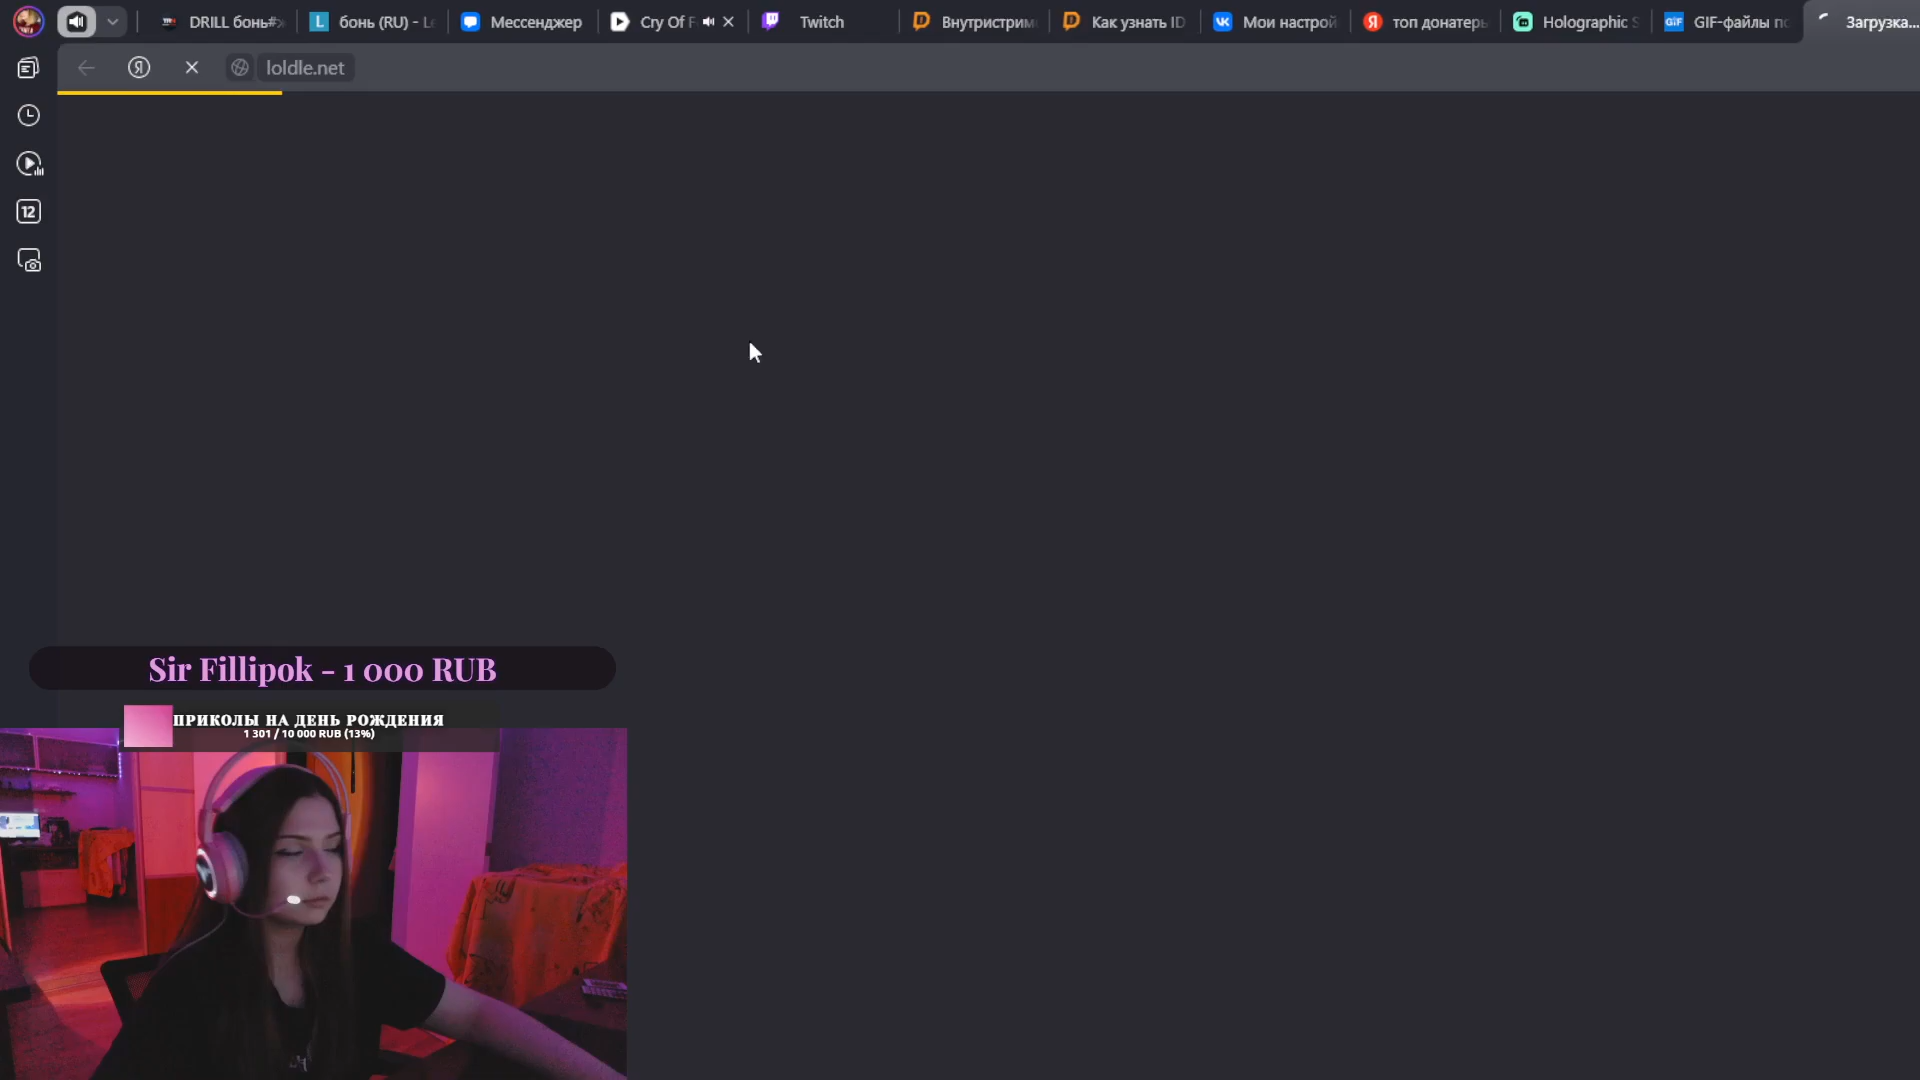 DRILL бонь#
бонь (RU) - Le
Мессенджер
Cry Of F
Twitch
Внутристрим
Как узнать ID
Мои настрой
топ донатеры
Holographic S
GIF-файлы по
Загрузка...
loldle.net
12
Sir Fillipok - 1 000 RUB
ПРИКОЛЫ НА ДЕНЬ РОЖДЕНИЯ
1 301 / 10 000 RUB (13%)